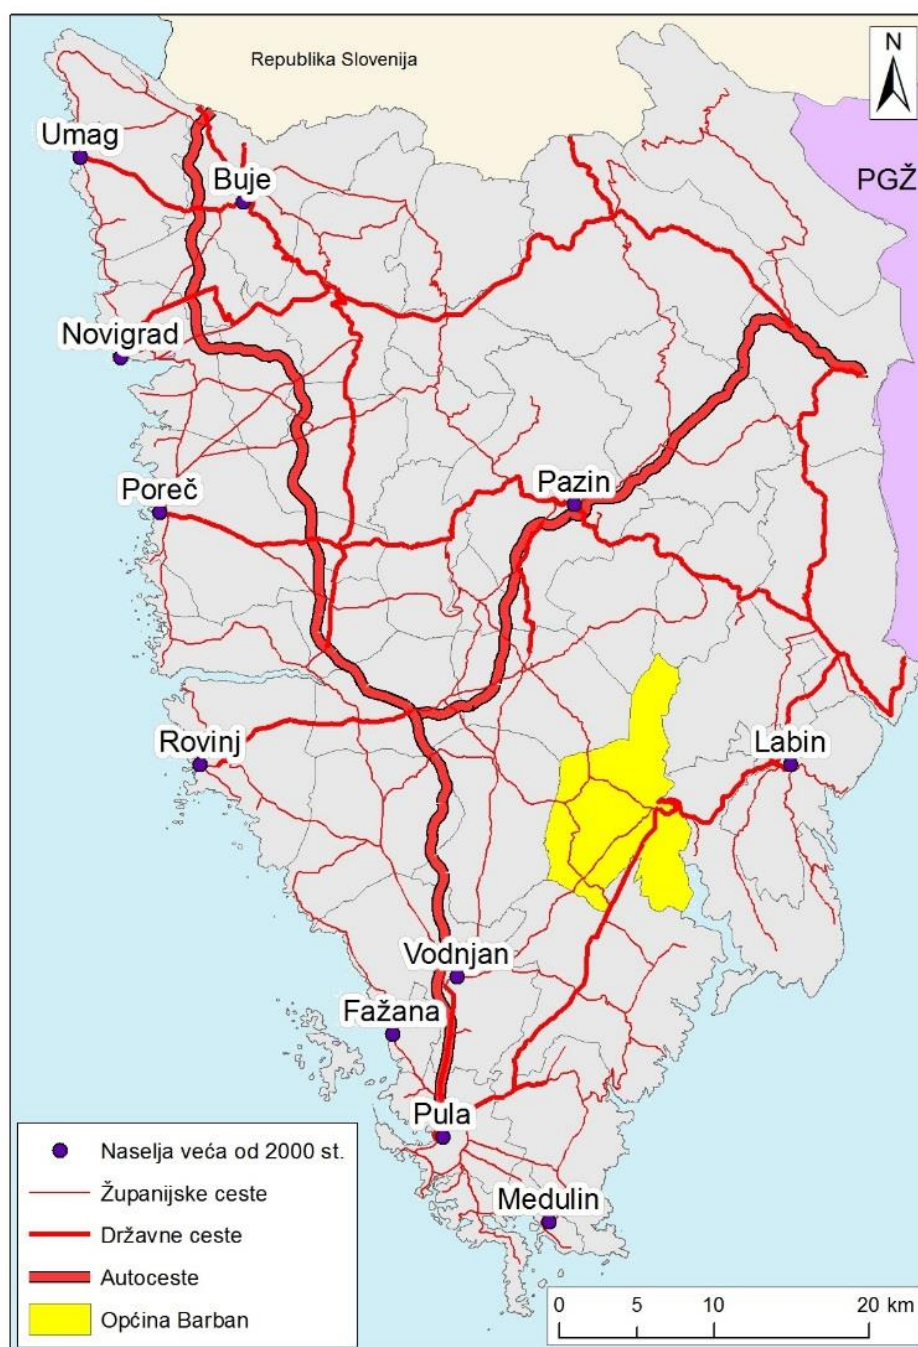 Republika Slovenija
N
Umag
PGŽ
Buje
Novigrad
Pazin
Poreč
Rovinj
Labin
Vodnjan
Fažana
Pula
Medulin
Naselja veća od 2000 st.
Županijske ceste
Državne ceste
Autoceste
Općina Barban
0 5 10 20 km